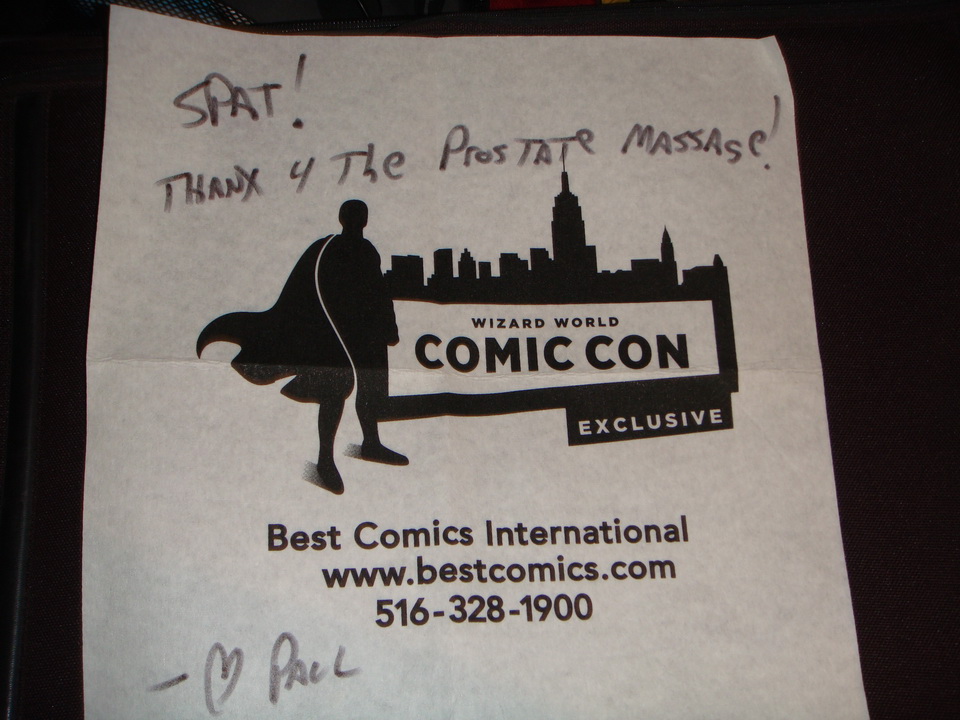 SPAT!
THANX 4 The PROSTATe MASSAGe!
WIZARD WORLD
COMIC CON
EXCLUSIVE
Best Comics International
www.bestcomics.com
516-328-1900
- ♡ PAUL